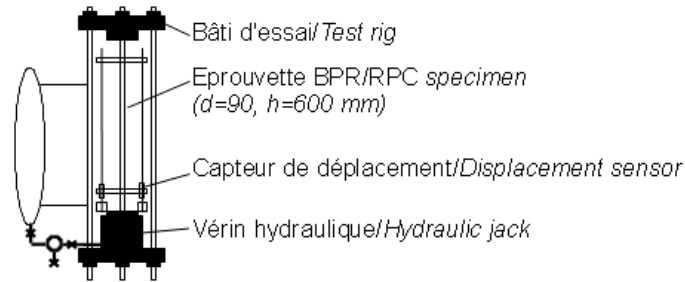 Bâti d'essai/Test rig
Eprouvette BPR/RPC specimen
(d=90, h=600 mm)
Capteur de déplacement/Displacement sensor
Vérin hydraulique/Hydraulic jack